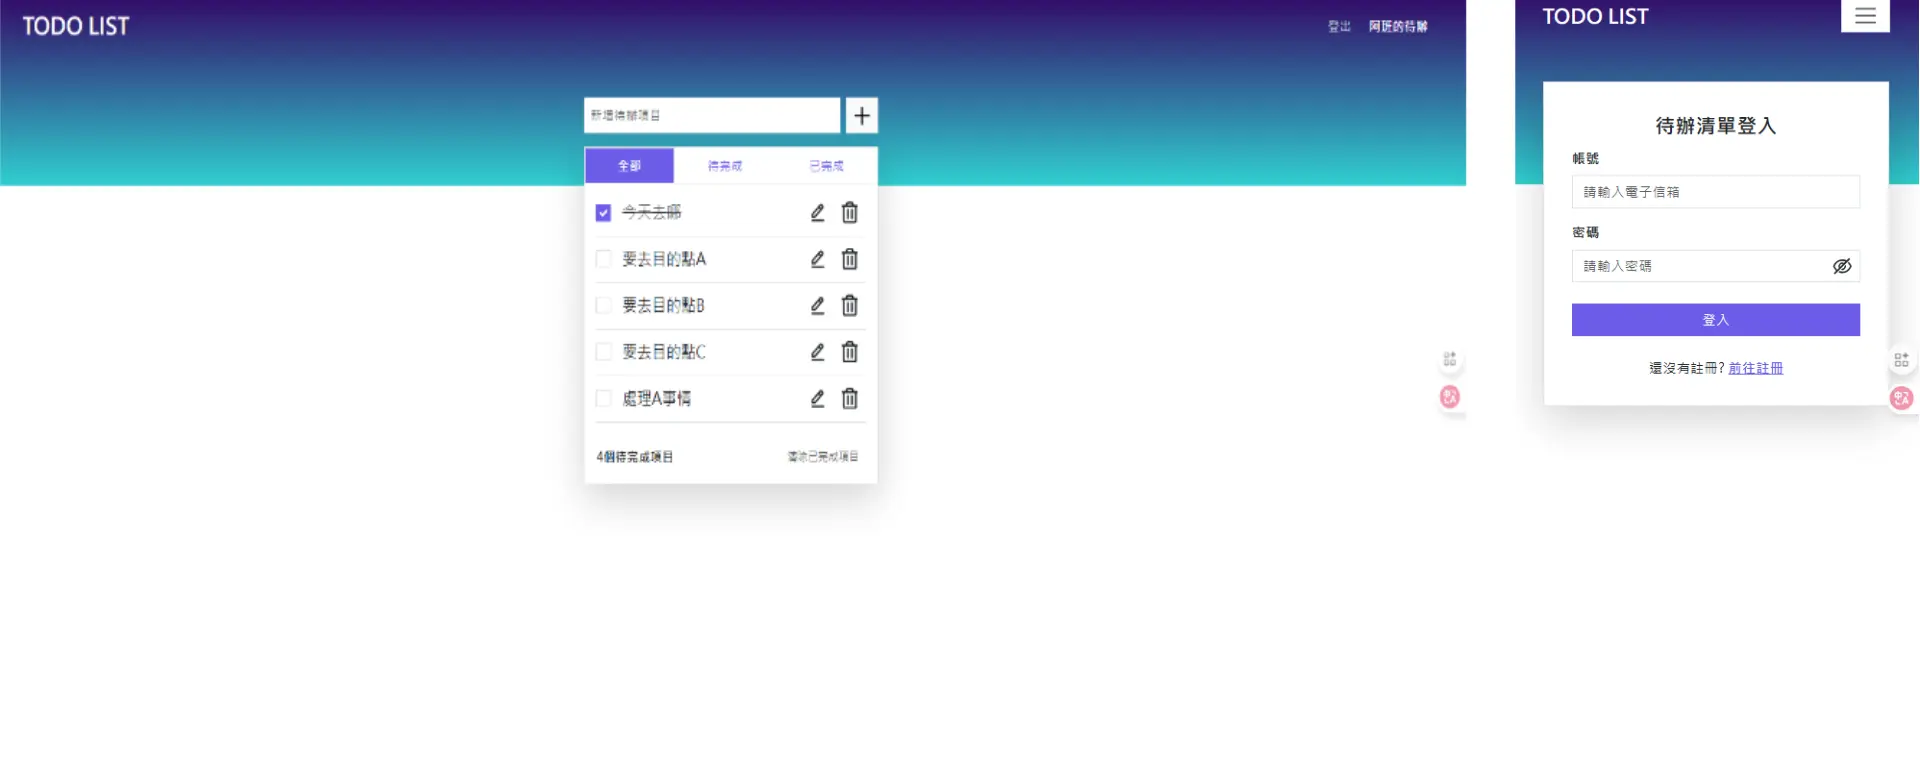 TODO LIST
登出 阿班的待辦
新增待辦項目
全部 待完成 已完成
今天去哪
要去目的點A
要去目的點B
要去目的點C
處理A事情
4個待完成項目 清除已完成項目
TODO LIST
待辦清單登入
帳號
請輸入電子信箱
密碼
請輸入密碼
登入
還沒有註冊? 前往註冊